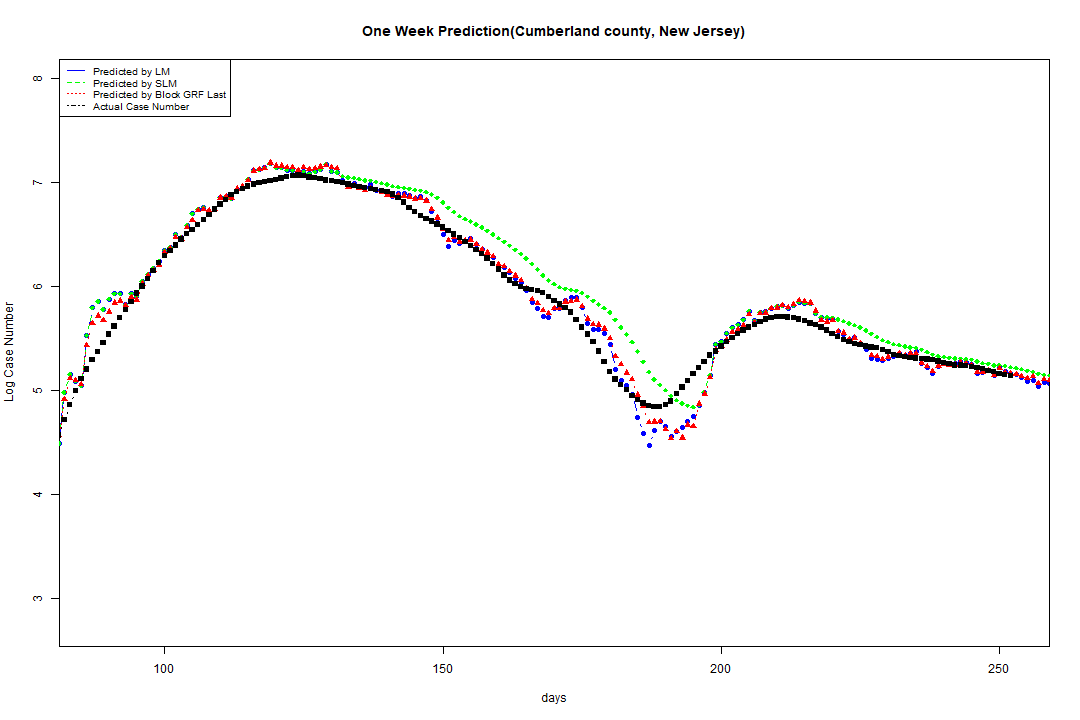 One Week Prediction(Cumberland county, New Jersey)
Predicted by LM
Predicted by SLM
Predicted by Block GRF Last
Actual Case Number
8
7
6
5
4
3
Log Case Number
100 150 200 250
days